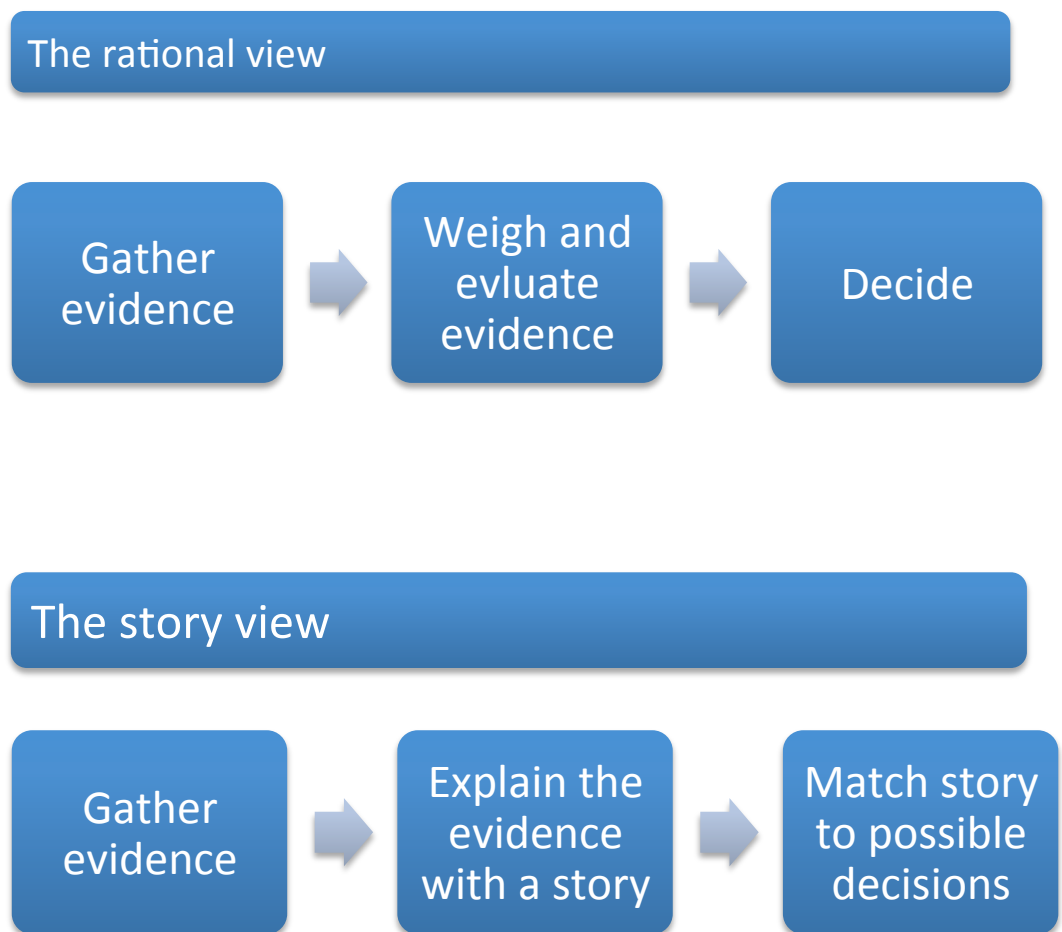 The rational view
Gather
evidence
Weigh and
evluate
evidence
Decide
The story view
Gather
evidence
Explain the
evidence
with a story
Match story
to possible
decisions